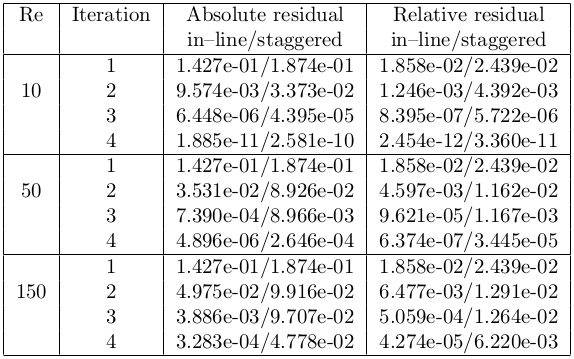 Re Iteration Absolute residual Relative residual
in–line/staggered in–line/staggered
1 1.427e-01/1.874e-01 1.858e-02/2.439e-02
10 2 9.574e-03/3.373e-02 1.246e-03/4.392e-03
3 6.448e-06/4.395e-05 8.395e-07/5.722e-06
4 1.885e-11/2.581e-10 2.454e-12/3.360e-11
1 1.427e-01/1.874e-01 1.858e-02/2.439e-02
50 2 3.531e-02/8.926e-02 4.597e-03/1.162e-02
3 7.390e-04/8.966e-03 9.621e-05/1.167e-03
4 4.896e-06/2.646e-04 6.374e-07/3.445e-05
1 1.427e-01/1.874e-01 1.858e-02/2.439e-02
150 2 4.975e-02/9.916e-02 6.477e-03/1.291e-02
3 3.886e-03/9.707e-02 5.059e-04/1.264e-02
4 3.283e-04/4.778e-02 4.274e-05/6.220e-03